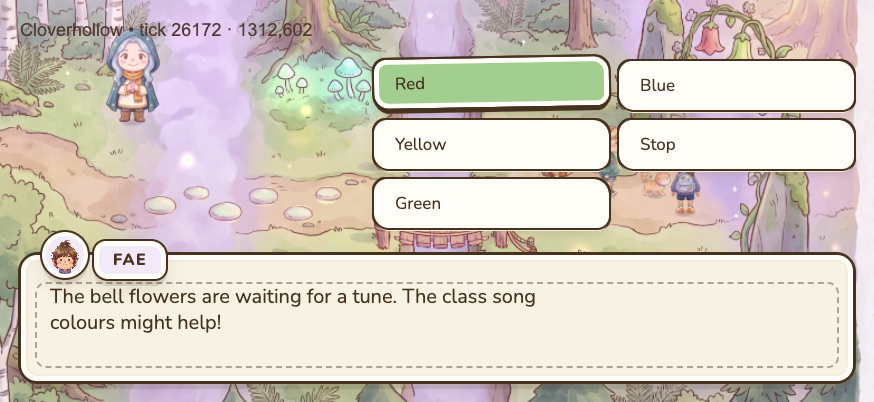 Cloverhollow • tick 26172 · 1312,602
Red
Blue
Yellow
Stop
Green
FAE
The bell flowers are waiting for a tune. The class song
colours might help!